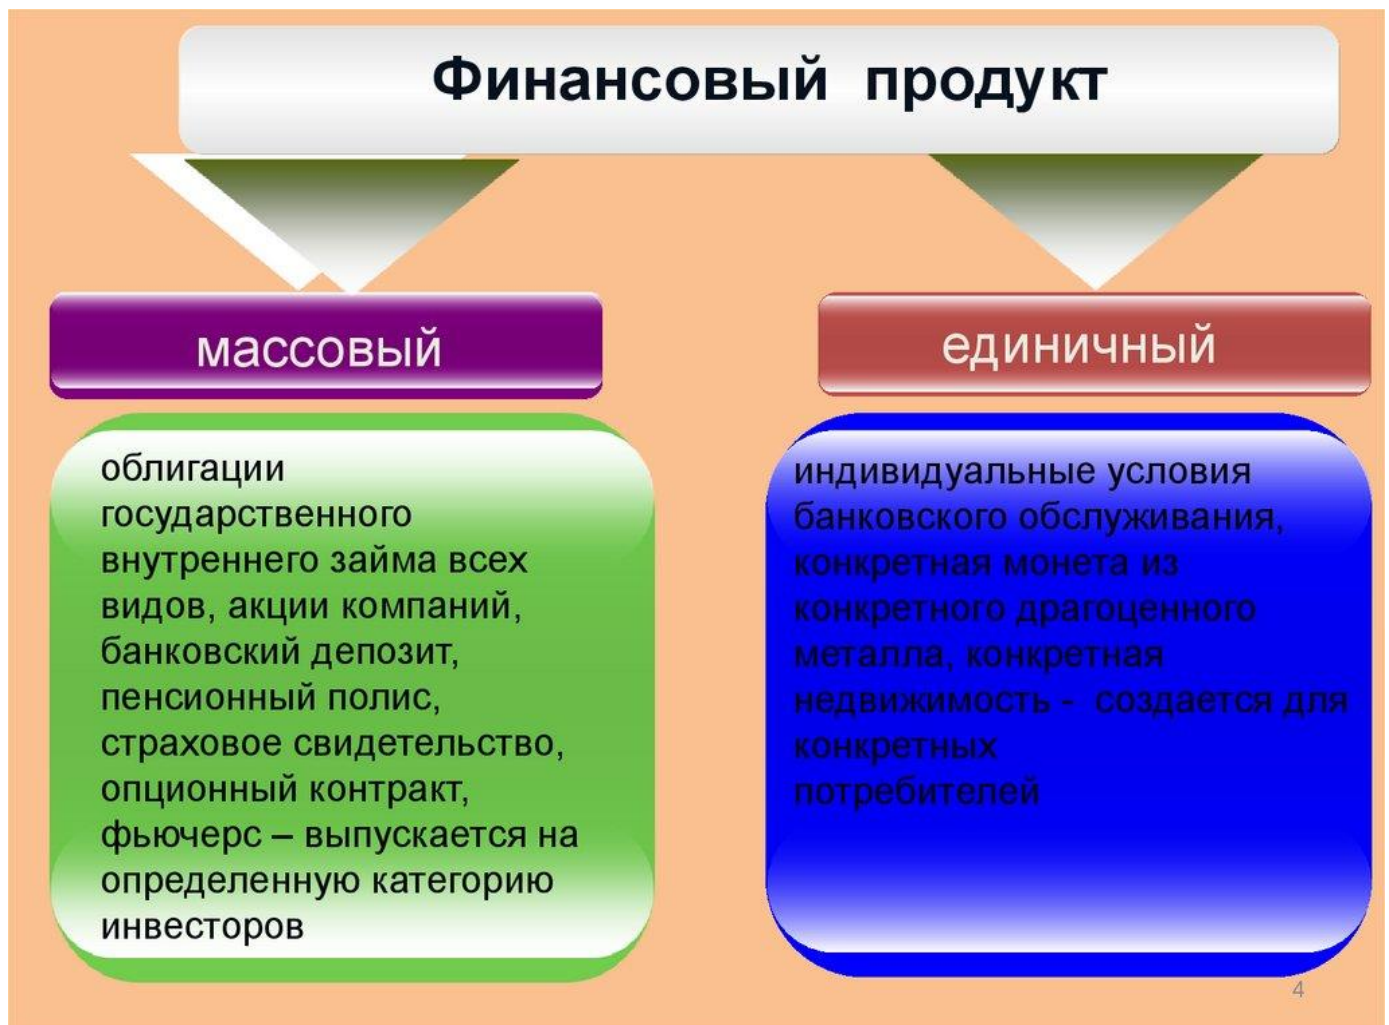 Финансовый продукт
массовый
единичный
облигации
государственного
внутреннего займа всех
видов, акции компаний,
банковский депозит,
пенсионный полис,
страховое свидетельство,
опционный контракт,
фьючерс – выпускается на
определенную категорию
инвесторов
индивидуальные условия
банковского обслуживания,
конкретная монета из
конкретного драгоценного
металла, конкретная
недвижимость - создается для
конкретных
потребителей
4